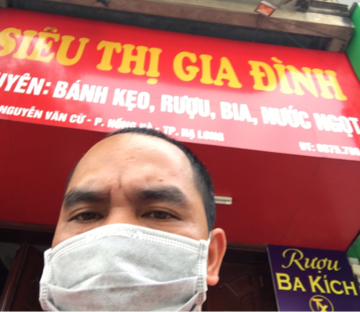 SIÊU THỊ GIA ĐÌNH
UYÊN: BÁNH KẸO, RƯỢU, BIA, NƯỚC NGỌT
NGUYỄN VĂN CỪ - P. HỒNG HÀ - TP. HẠ LONG
Rượu
BA KÍCH